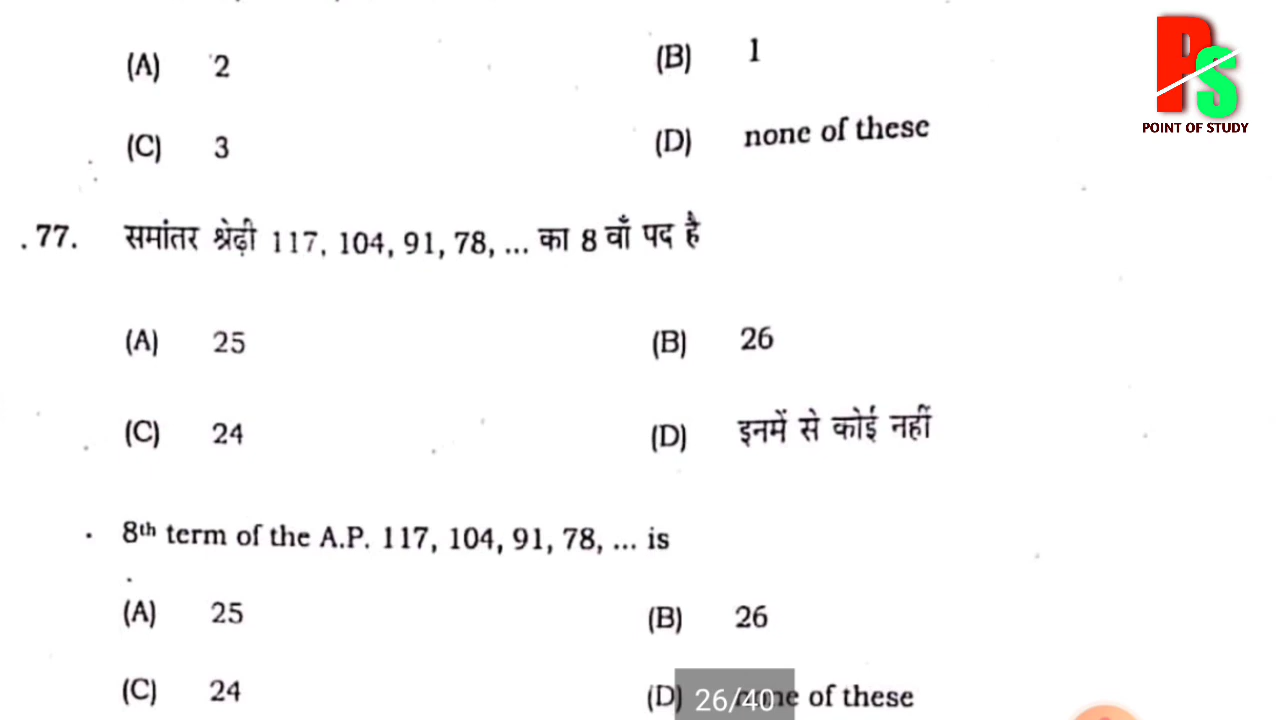 (A) 2 (B) 1
(C) 3 (D) none of these
PS
POINT OF STUDY
. 77. समांतर श्रेढ़ी 117, 104, 91, 78, ... का 8 वाँ पद है
(A) 25 (B) 26
(C) 24 (D) इनमें से कोई नहीं
8th term of the A.P. 117, 104, 91, 78, ... is
(A) 25 (B) 26
(C) 24 (D) none of these
26/40